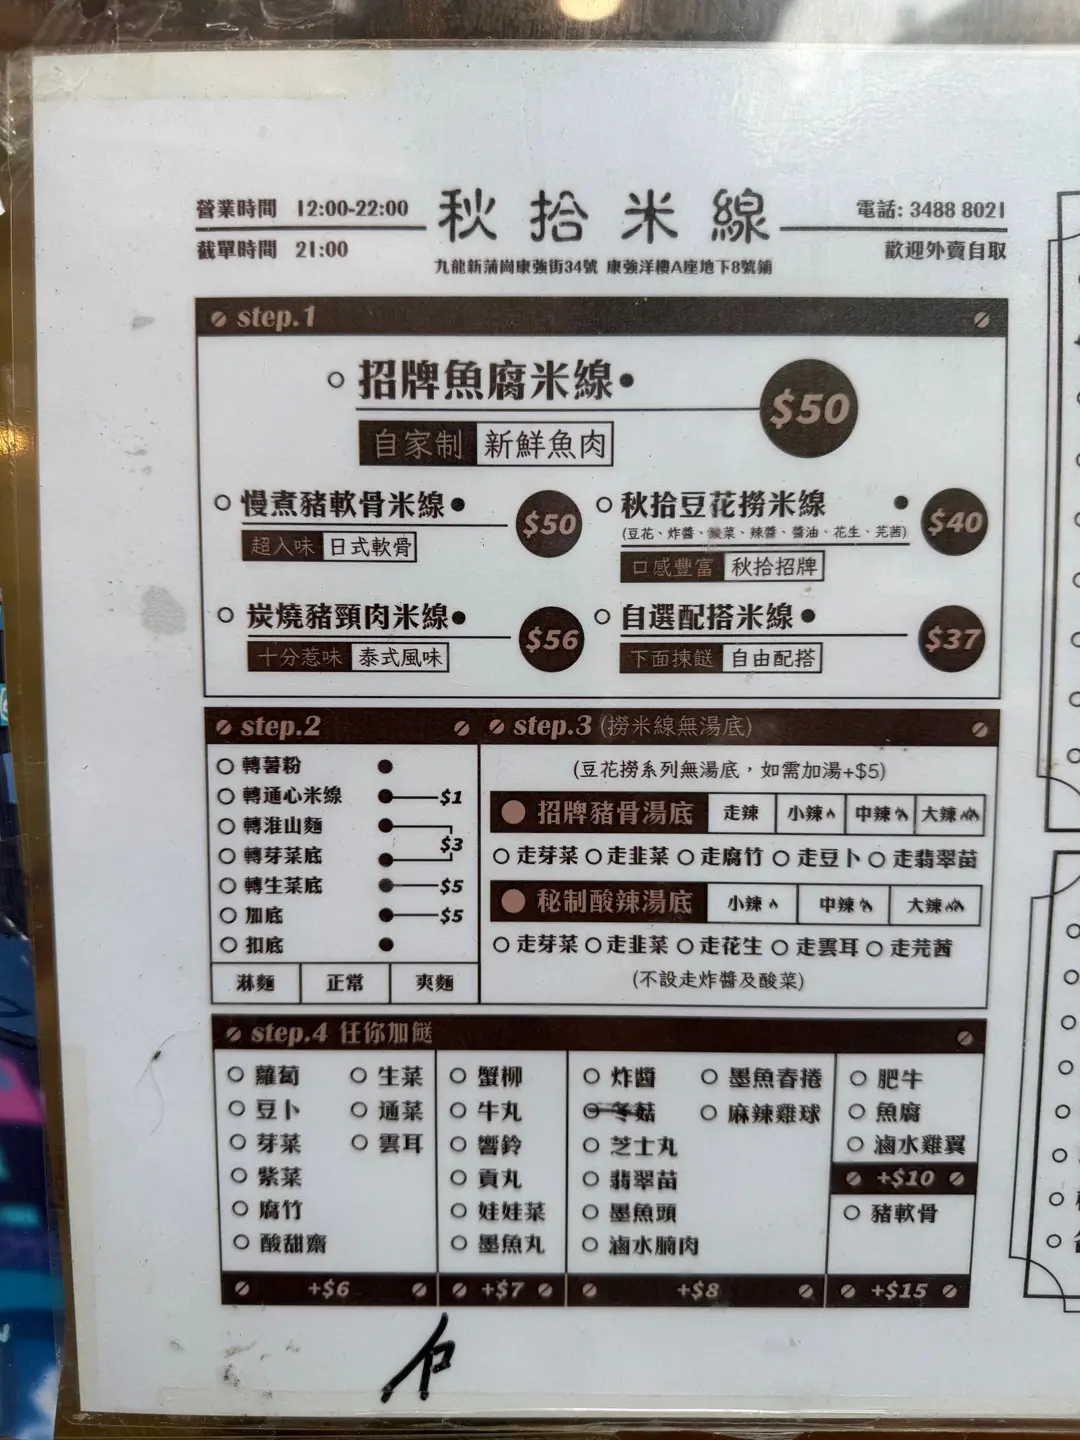 營業時間 12:00-22:00
截單時間 21:00
秋拾米線
電話: 3488 8021
歡迎外賣自取
九龍新蒲崗康強街34號 康強洋樓A座地下8號鋪
step.1
招牌魚腐米線 $50
自家制 新鮮魚肉
慢煮豬軟骨米線 $50
超入味 日式軟骨
秋拾豆花撈米線 $40
(豆花、炸醬、酸菜、辣醬、醬油、花生、芫茜)
口感豐富 秋拾招牌
炭燒豬頸肉米線 $56
十分惹味 泰式風味
自選配搭米線 $37
下面揀餸 自由配搭
step.2
轉薯粉
轉通心米線 $1
轉淮山麵
轉芽菜底
$3
轉生菜底 $5
加底 $5
扣底
淋麵 正常 爽麵
step.3 (撈米線無湯底)
(豆花撈系列無湯底，如需加湯+$5)
招牌豬骨湯底 走辣 小辣 中辣 大辣
走芽菜 走韭菜 走腐竹 走豆卜 走翡翠苗
秘制酸辣湯底 小辣 中辣 大辣
走芽菜 走韭菜 走花生 走雲耳 走芫茜
(不設走炸醬及酸菜)
step.4 任你加餸
蘿蔔 生菜
豆卜 通菜
芽菜 雲耳
紫菜
腐竹
酸甜齋
+$6
蟹柳
牛丸
響鈴
貢丸
娃娃菜
墨魚丸
+$7
炸醬 墨魚春捲
冬菇 麻辣雞球
芝士丸
翡翠苗
墨魚頭
滷水腩肉
+$8
肥牛
魚腐
滷水雞翼
+$10
豬軟骨
+$15